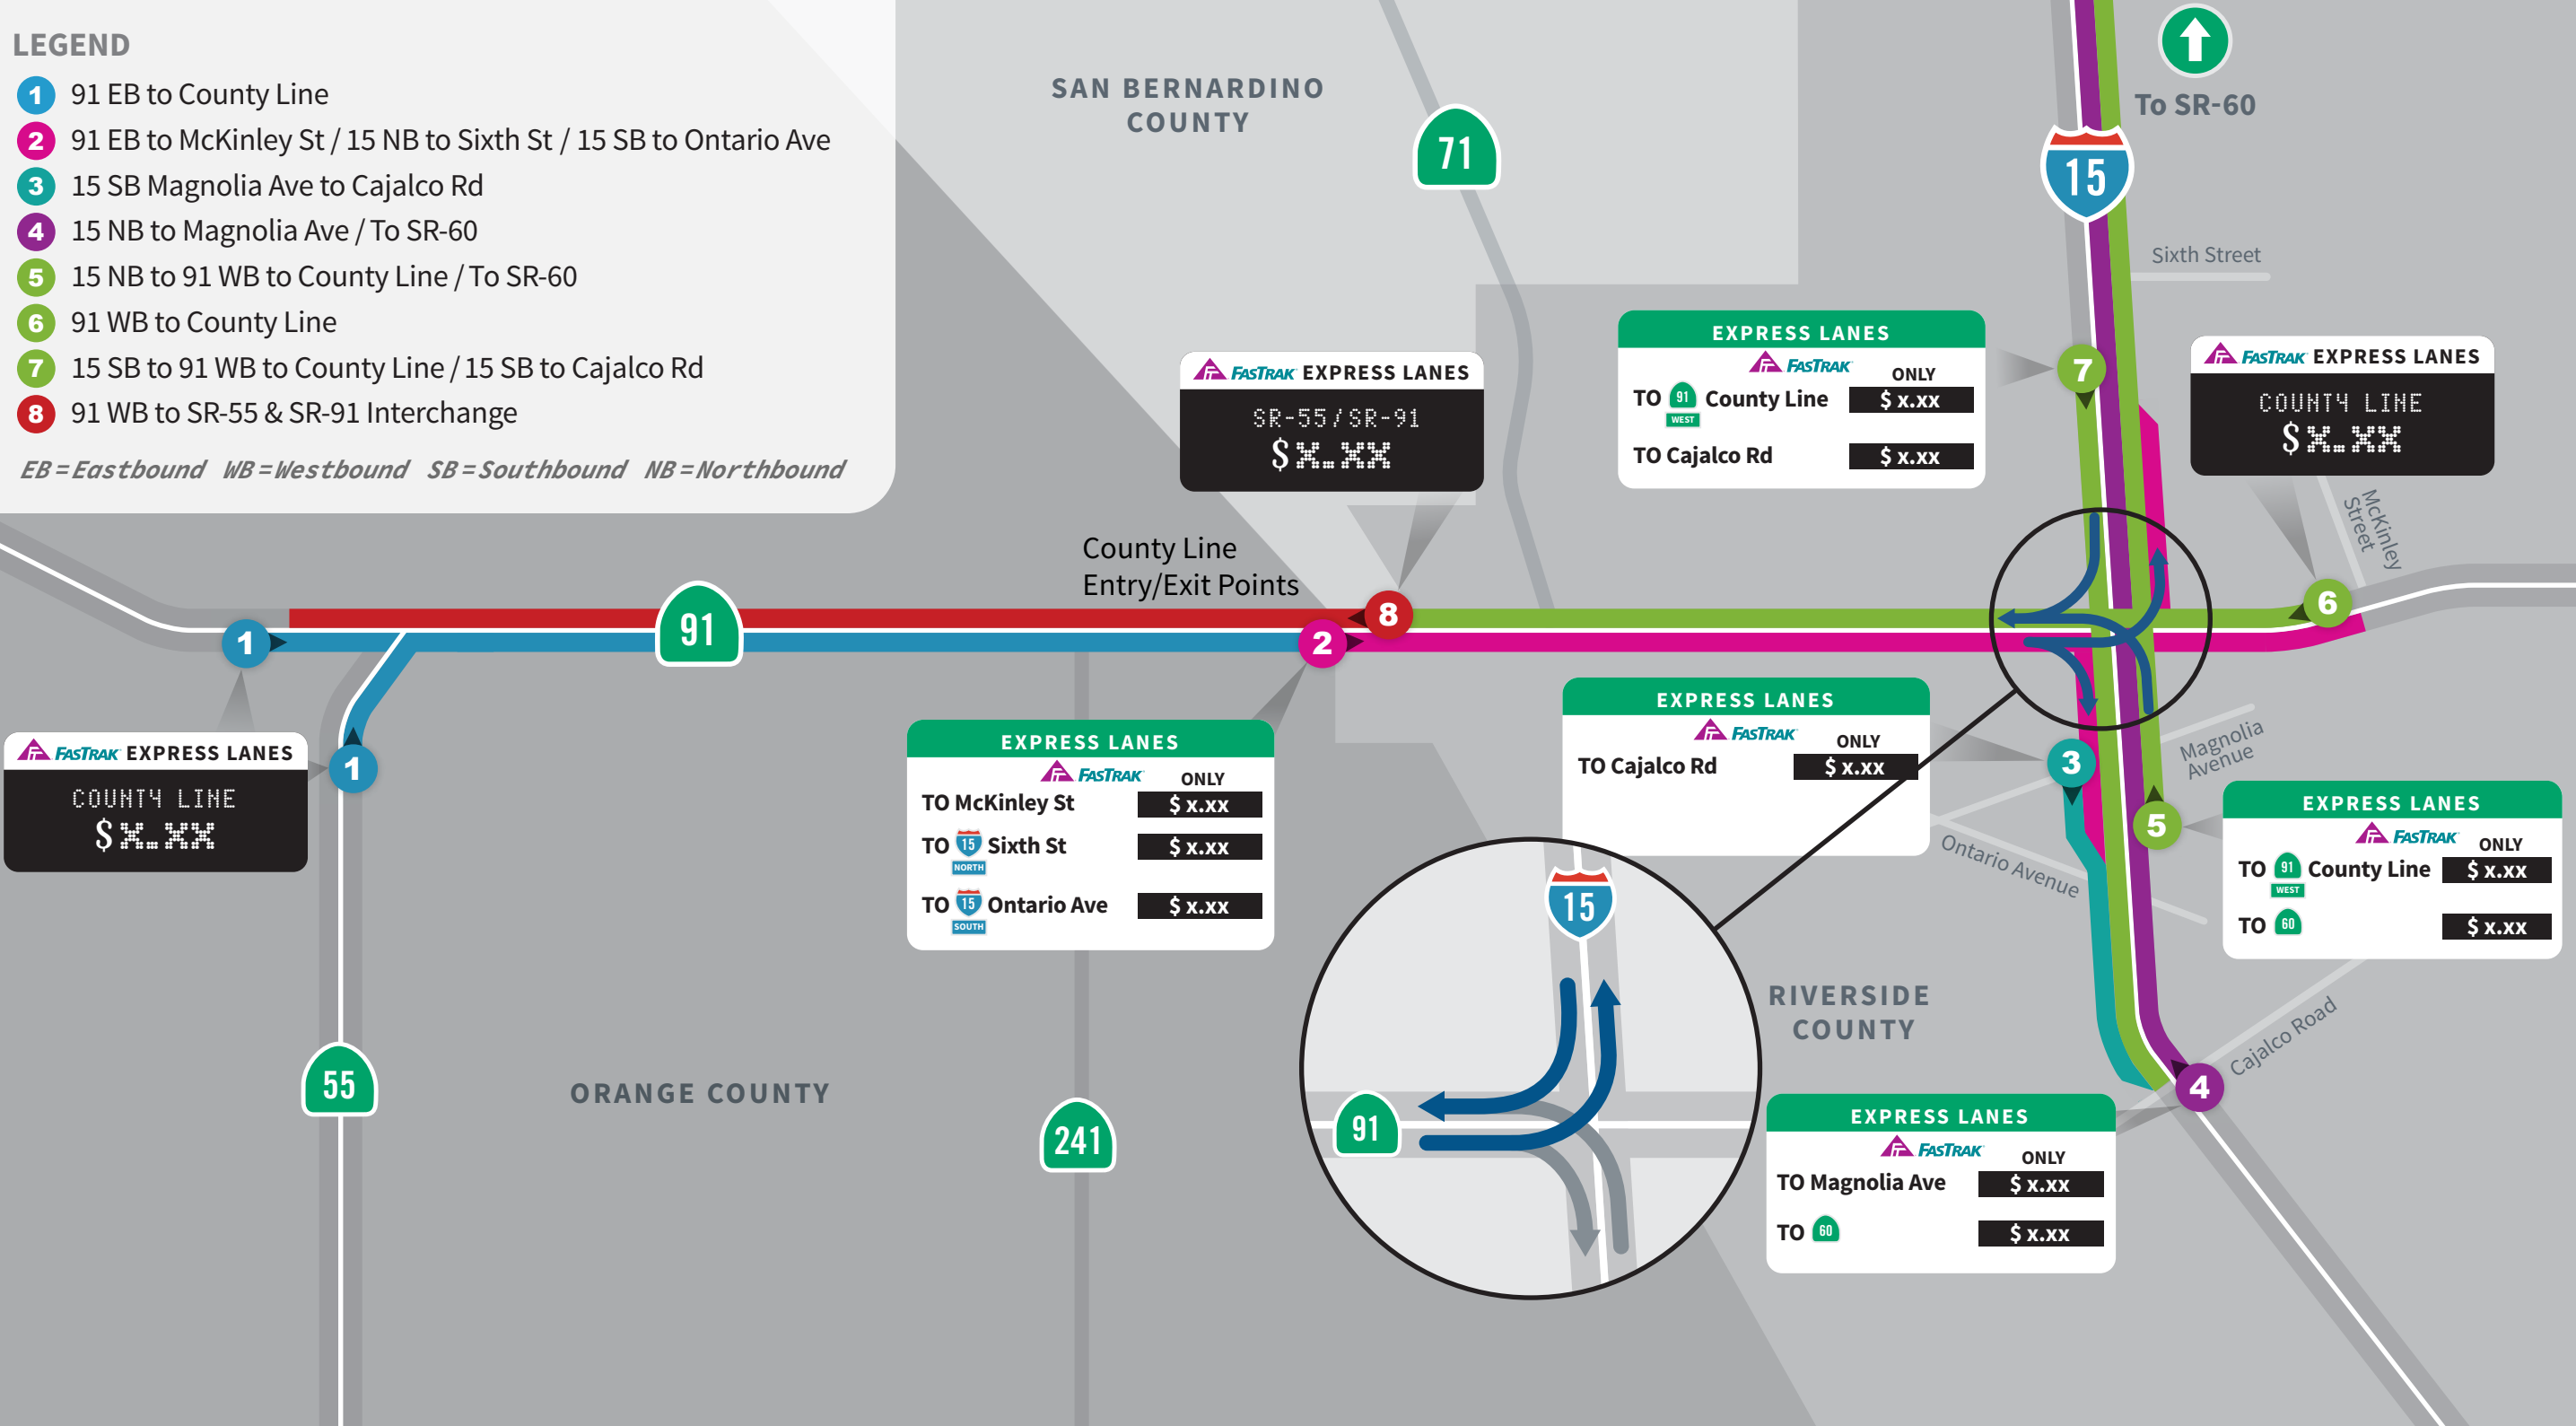 LEGEND
1 91 EB to County Line
2 91 EB to McKinley St / 15 NB to Sixth St / 15 SB to Ontario Ave
3 15 SB Magnolia Ave to Cajalco Rd
4 15 NB to Magnolia Ave / To SR-60
5 15 NB to 91 WB to County Line / To SR-60
6 91 WB to County Line
7 15 SB to 91 WB to County Line / 15 SB to Cajalco Rd
8 91 WB to SR-55 & SR-91 Interchange
EB = Eastbound WB = Westbound SB = Southbound NB = Northbound
SAN BERNARDINO
COUNTY
71
To SR-60
15
Sixth Street
FASTRAK EXPRESS LANES
SR-55/SR-91
$X.XX
EXPRESS LANES
FASTRAK
ONLY
TO 91 County Line $ x.xx
WEST
TO Cajalco Rd $ x.xx
7
FASTRAK EXPRESS LANES
COUNTY LINE
$X.XX
McKinley
Street
County Line
Entry/Exit Points
91
8
6
1
2
FASTRAK EXPRESS LANES
COUNTY LINE
$X.XX
1
EXPRESS LANES
FASTRAK
ONLY
TO McKinley St $ x.xx
TO 15 Sixth St $ x.xx
NORTH
TO 15 Ontario Ave $ x.xx
SOUTH
EXPRESS LANES
FASTRAK
ONLY
TO Cajalco Rd $ x.xx
3
Magnolia
Avenue
5
Ontario Avenue
EXPRESS LANES
FASTRAK
ONLY
TO 91 County Line $ x.xx
WEST
TO 60 $ x.xx
15
91
RIVERSIDE
COUNTY
Cajalco Road
4
55
ORANGE COUNTY
241
EXPRESS LANES
FASTRAK
ONLY
TO Magnolia Ave $ x.xx
TO 60 $ x.xx